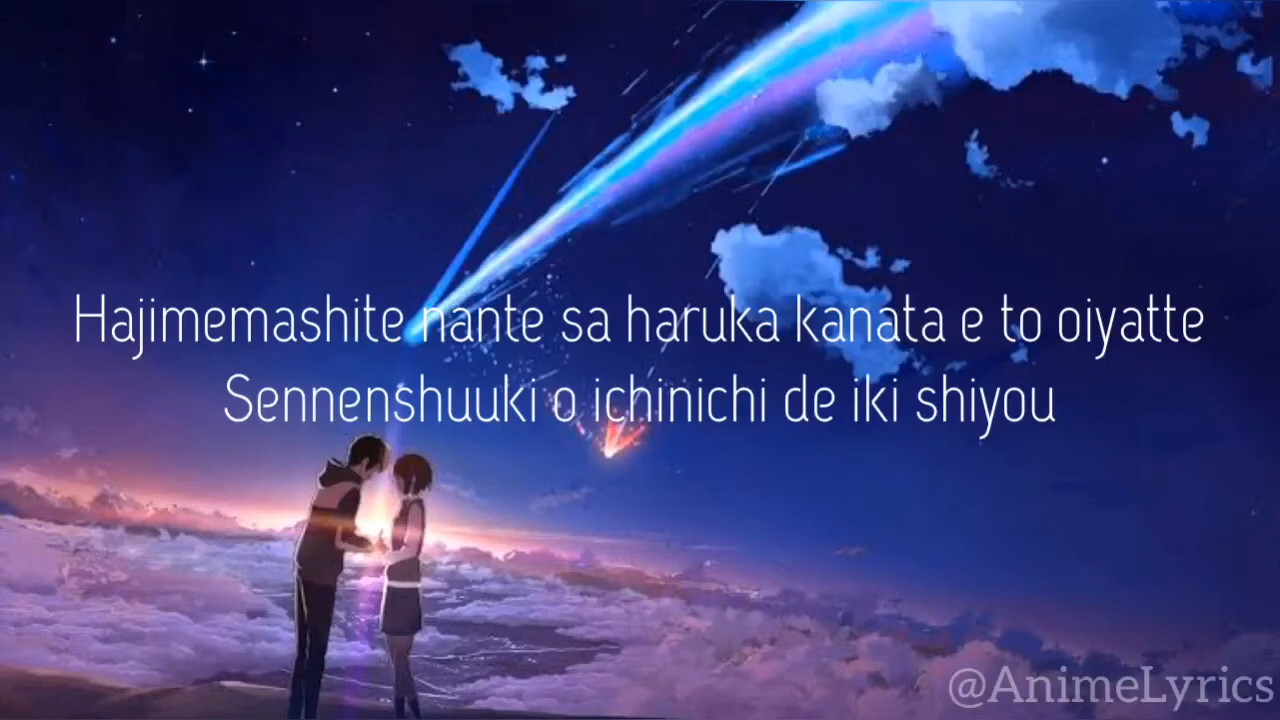 Hajimemashite nante sa haruka kanata e to oiyatte
Sennenshuuki o ichinichi de iki shiyou
@AnimeLyrics